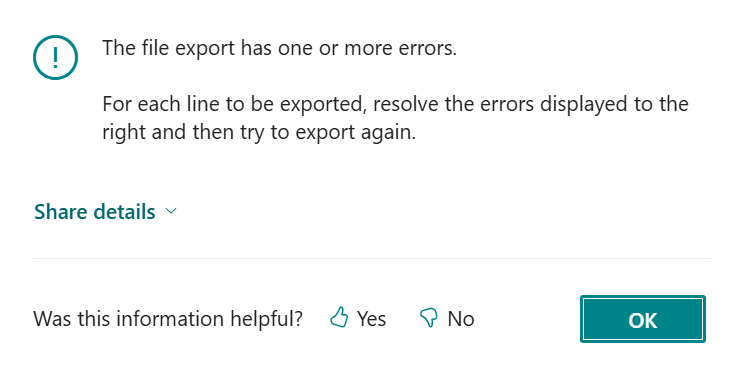 The file export has one or more errors.
For each line to be exported, resolve the errors displayed to the
right and then try to export again.
Share details
Was this information helpful? Yes No
OK